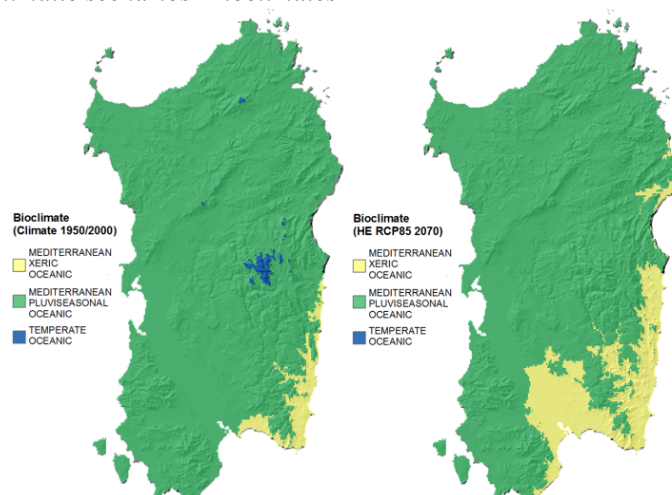 Bioclimate
(Climate 1950/2000)
MEDITERRANEAN
XERIC
OCEANIC
MEDITERRANEAN
PLUVISEASONAL
OCEANIC
TEMPERATE
OCEANIC
Bioclimate
(HE RCP85 2070)
MEDITERRANEAN
XERIC
OCEANIC
MEDITERRANEAN
PLUVISEASONAL
OCEANIC
TEMPERATE
OCEANIC